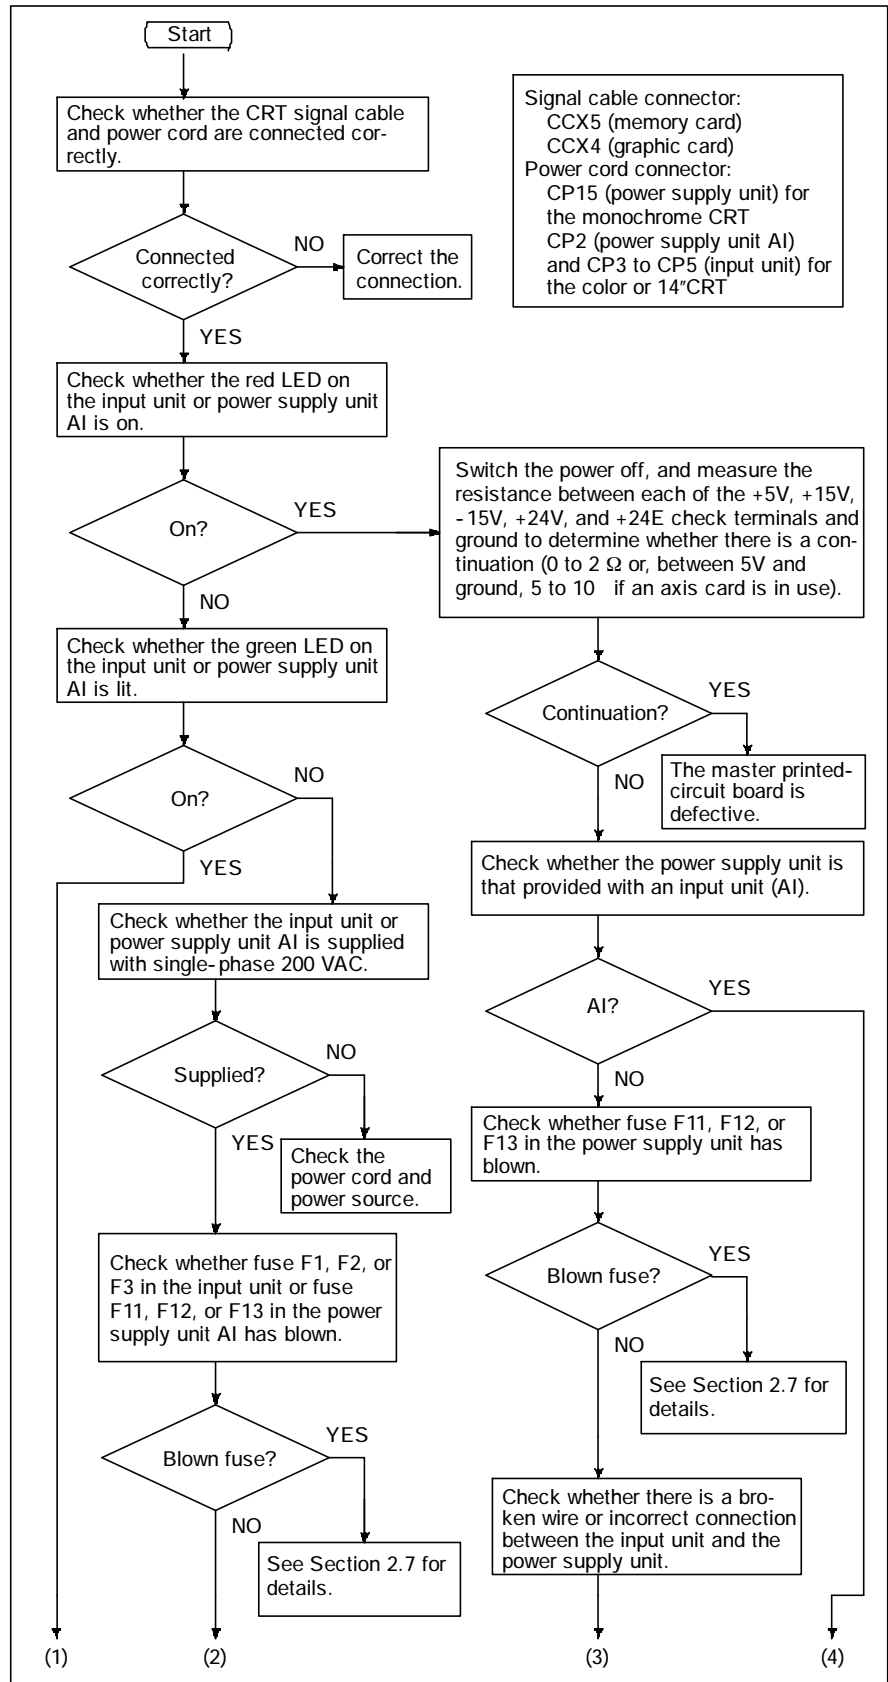 Start
Check whether the CRT signal cable
and power cord are connected cor-
rectly.
Signal cable connector:
CCX5 (memory card)
CCX4 (graphic card)
Power cord connector:
CP15 (power supply unit) for
the monochrome CRT
CP2 (power supply unit AI)
and CP3 to CP5 (input unit) for
the color or 14″CRT
Connected
correctly?
NO
Correct the
connection.
YES
Check whether the red LED on
the input unit or power supply unit
AI is on.
On?
YES
Switch the power off, and measure the
resistance between each of the +5V, +15V,
-15V, +24V, and +24E check terminals and
ground to determine whether there is a con-
tinuation (0 to 2 Ω or, between 5V and
ground, 5 to 10 if an axis card is in use).
NO
Check whether the green LED on
the input unit or power supply unit
AI is lit.
Continuation?
YES
The master printed-
circuit board is
defective.
NO
On?
NO
YES
Check whether the power supply unit is
that provided with an input unit (AI).
Check whether the input unit or
power supply unit AI is supplied
with single-phase 200 VAC.
AI?
YES
NO
Supplied?
NO
YES
Check the
power cord and
power source.
Check whether fuse F11, F12, or
F13 in the power supply unit has
blown.
Check whether fuse F1, F2, or
F3 in the input unit or fuse
F11, F12, or F13 in the power
supply unit AI has blown.
Blown fuse?
YES
NO
See Section 2.7 for
details.
Blown fuse?
YES
NO
See Section 2.7 for
details.
Check whether there is a bro-
ken wire or incorrect connection
between the input unit and the
power supply unit.
(1)
(2)
(3)
(4)